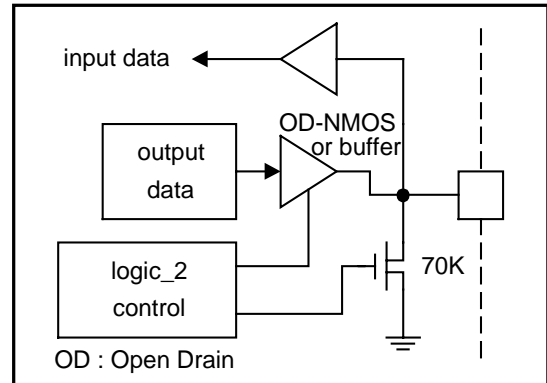 input data
OD-NMOS
or buffer
output
data
70K
logic_2
control
OD : Open Drain